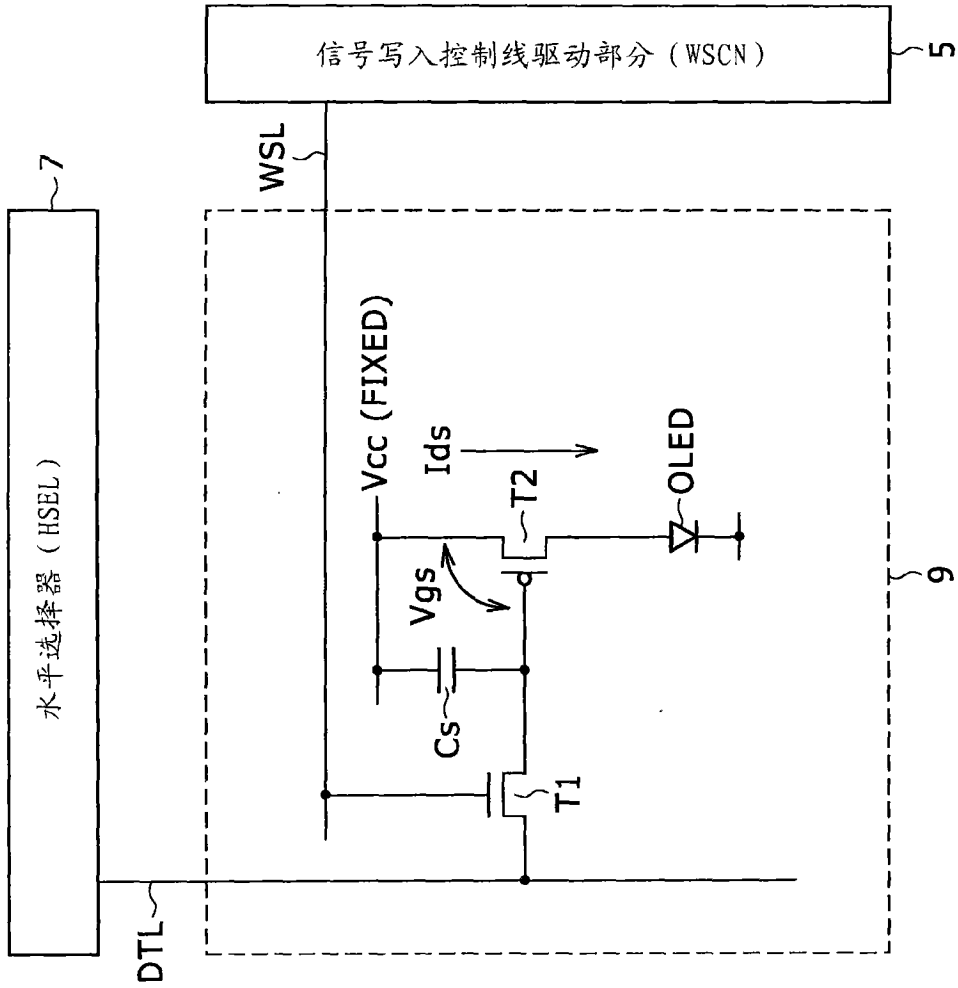 水平选择器(HSEL)
7
DTL
WSL
信号写入控制线驱动部分(WSCN)
5
Vcc (FIXED)
Ids
Vgs
Cs
T2
T1
OLED
9